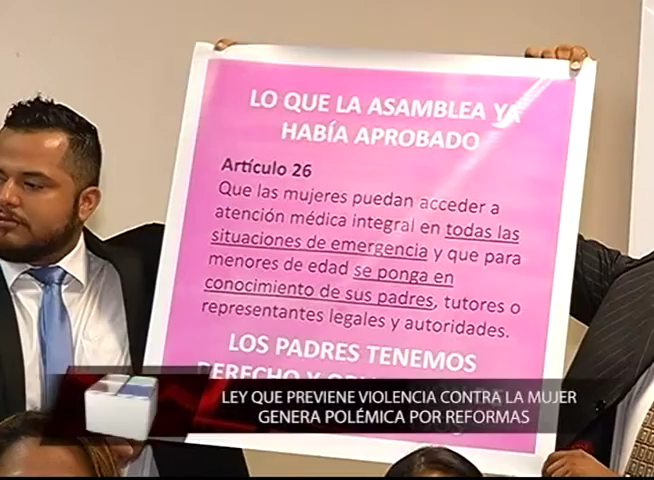 LO QUE LA ASAMBLEA YA
HABÍA APROBADO
Artículo 26
Que las mujeres puedan acceder a
atención médica integral en todas las
situaciones de emergencia y que para
menores de edad se ponga en
conocimiento de sus padres, tutores o
representantes legales y autoridades.
LOS PADRES TENEMOS
DERECHO Y
LEY QUE PREVIENE VIOLENCIA CONTRA LA MUJER
GENERA POLÉMICA POR REFORMAS